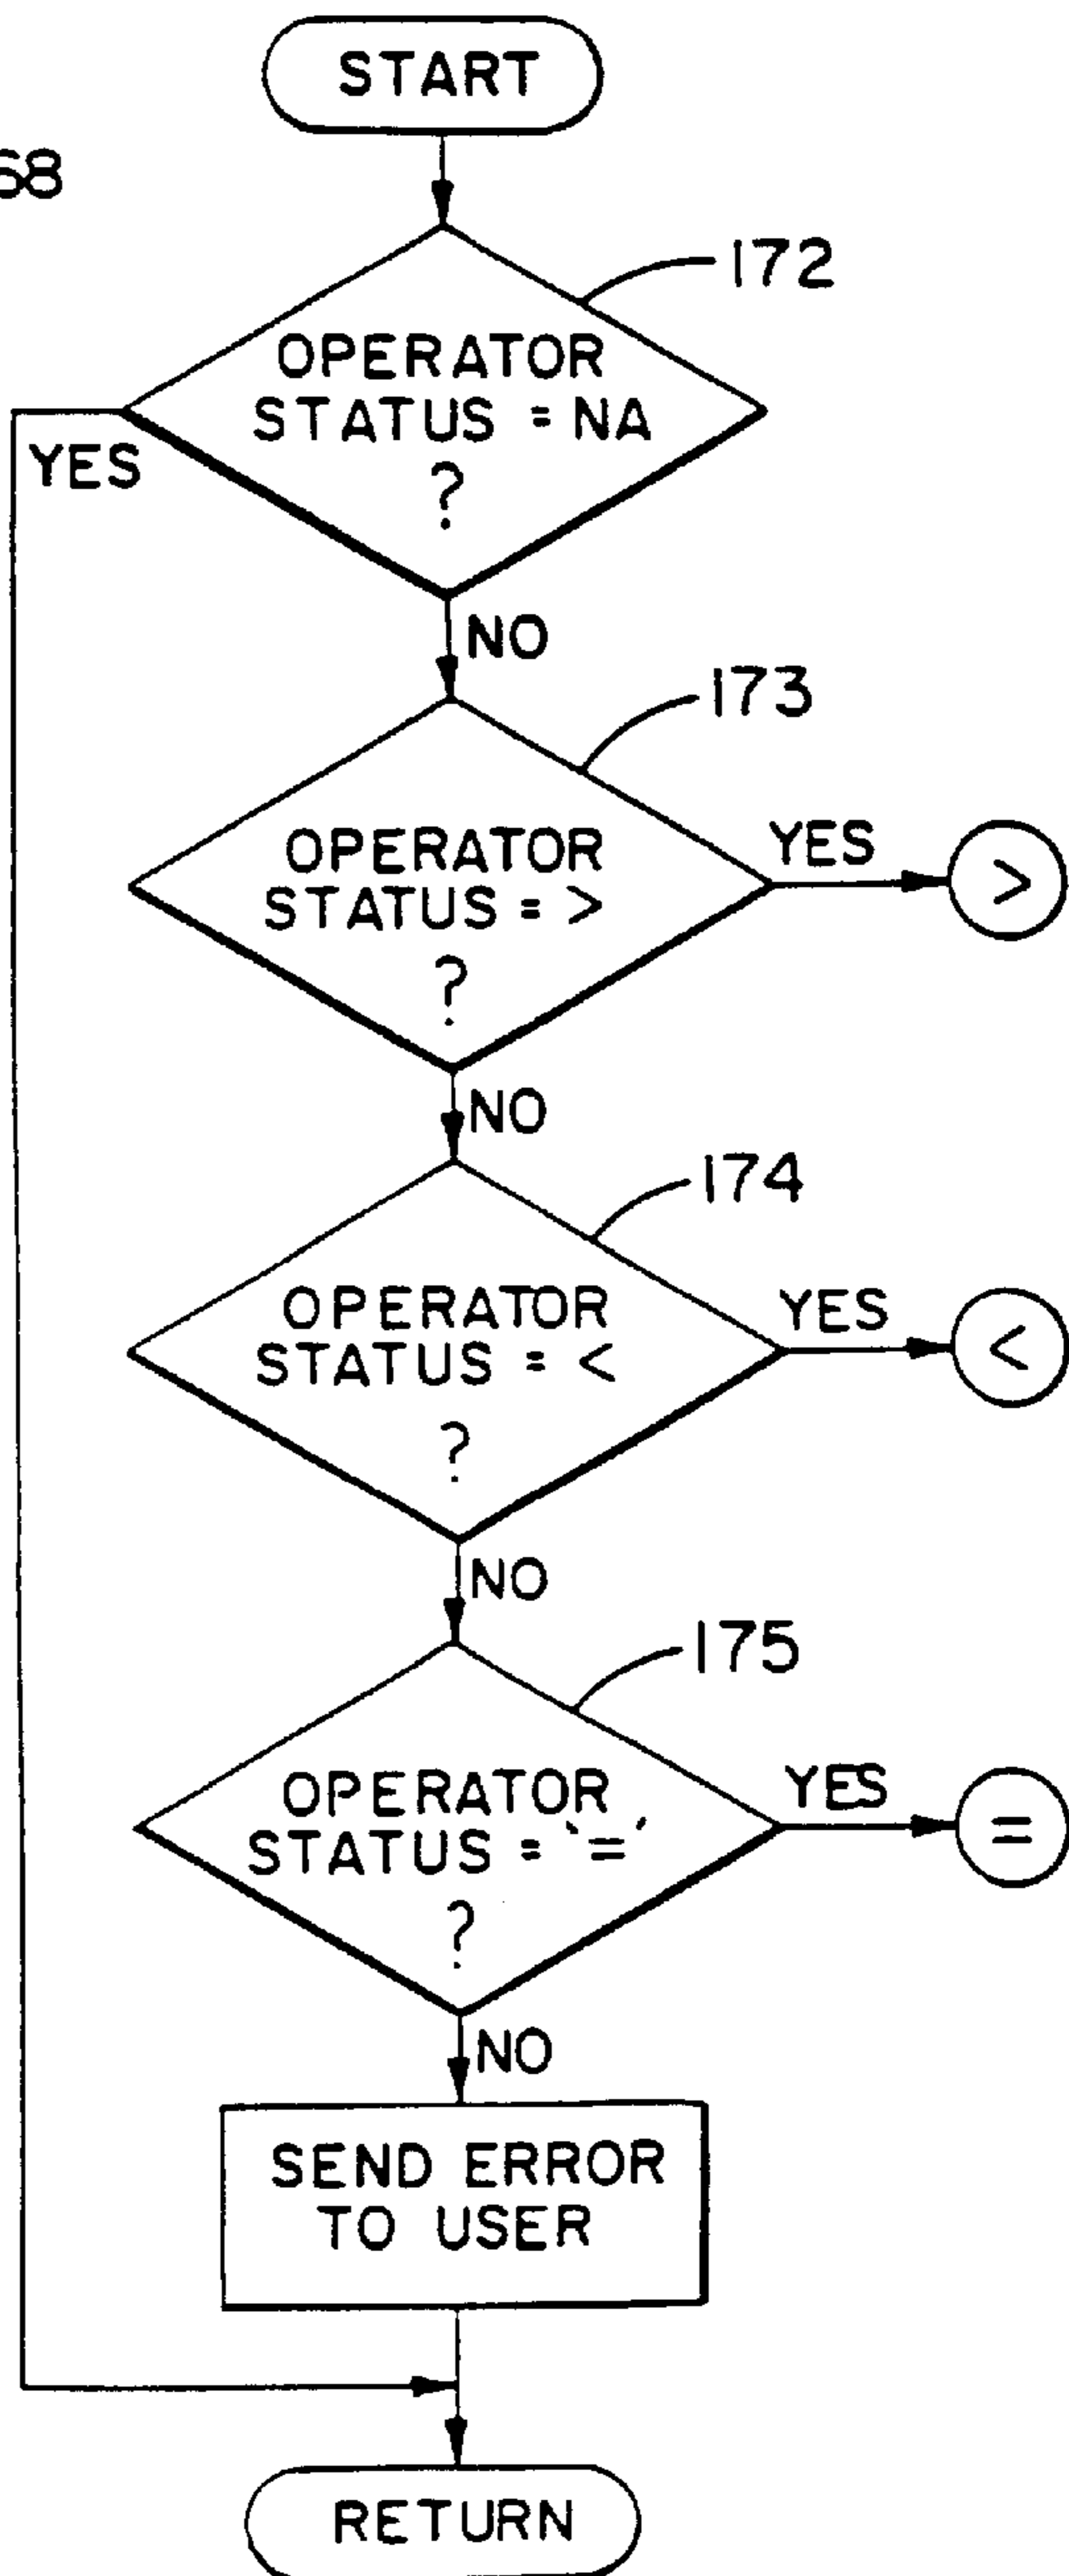 START
68
172
OPERATOR
STATUS = NA
?
YES
NO
173
OPERATOR
STATUS = >
?
YES
>
NO
174
OPERATOR
STATUS = <
?
YES
<
NO
175
OPERATOR
STATUS = '='
?
YES
=
NO
SEND ERROR
TO USER
RETURN